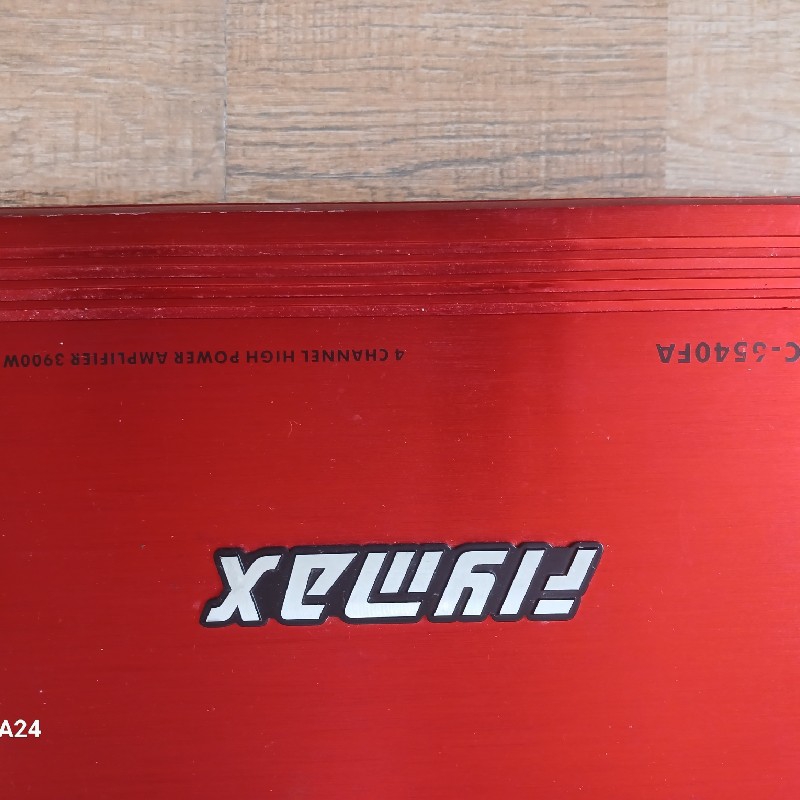 Flymax
C-6540FA
4 CHANNEL HIGH POWER AMPLIFIER 3900W
A24